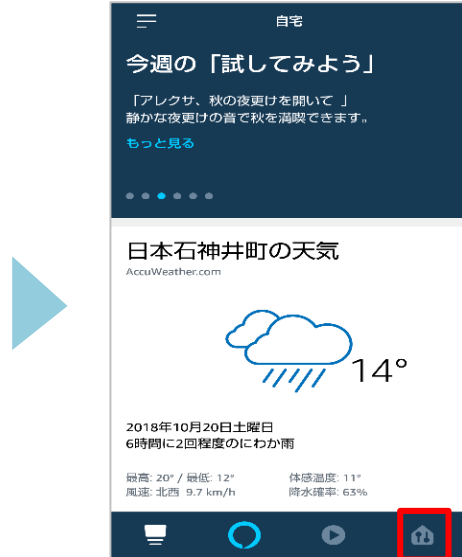 自宅
今週の「試してみよう」
「アレクサ、秋の夜更けを開いて 」
静かな夜更けの音で秋を満喫できます。
もっと見る
日本石神井町の天気
AccuWeather.com
14°
2018年10月20日土曜日
6時間に2回程度のにわか雨
最高: 20° / 最低: 12° 体感温度: 11°
風速: 北西 9.7 km/h 降水確率: 63%